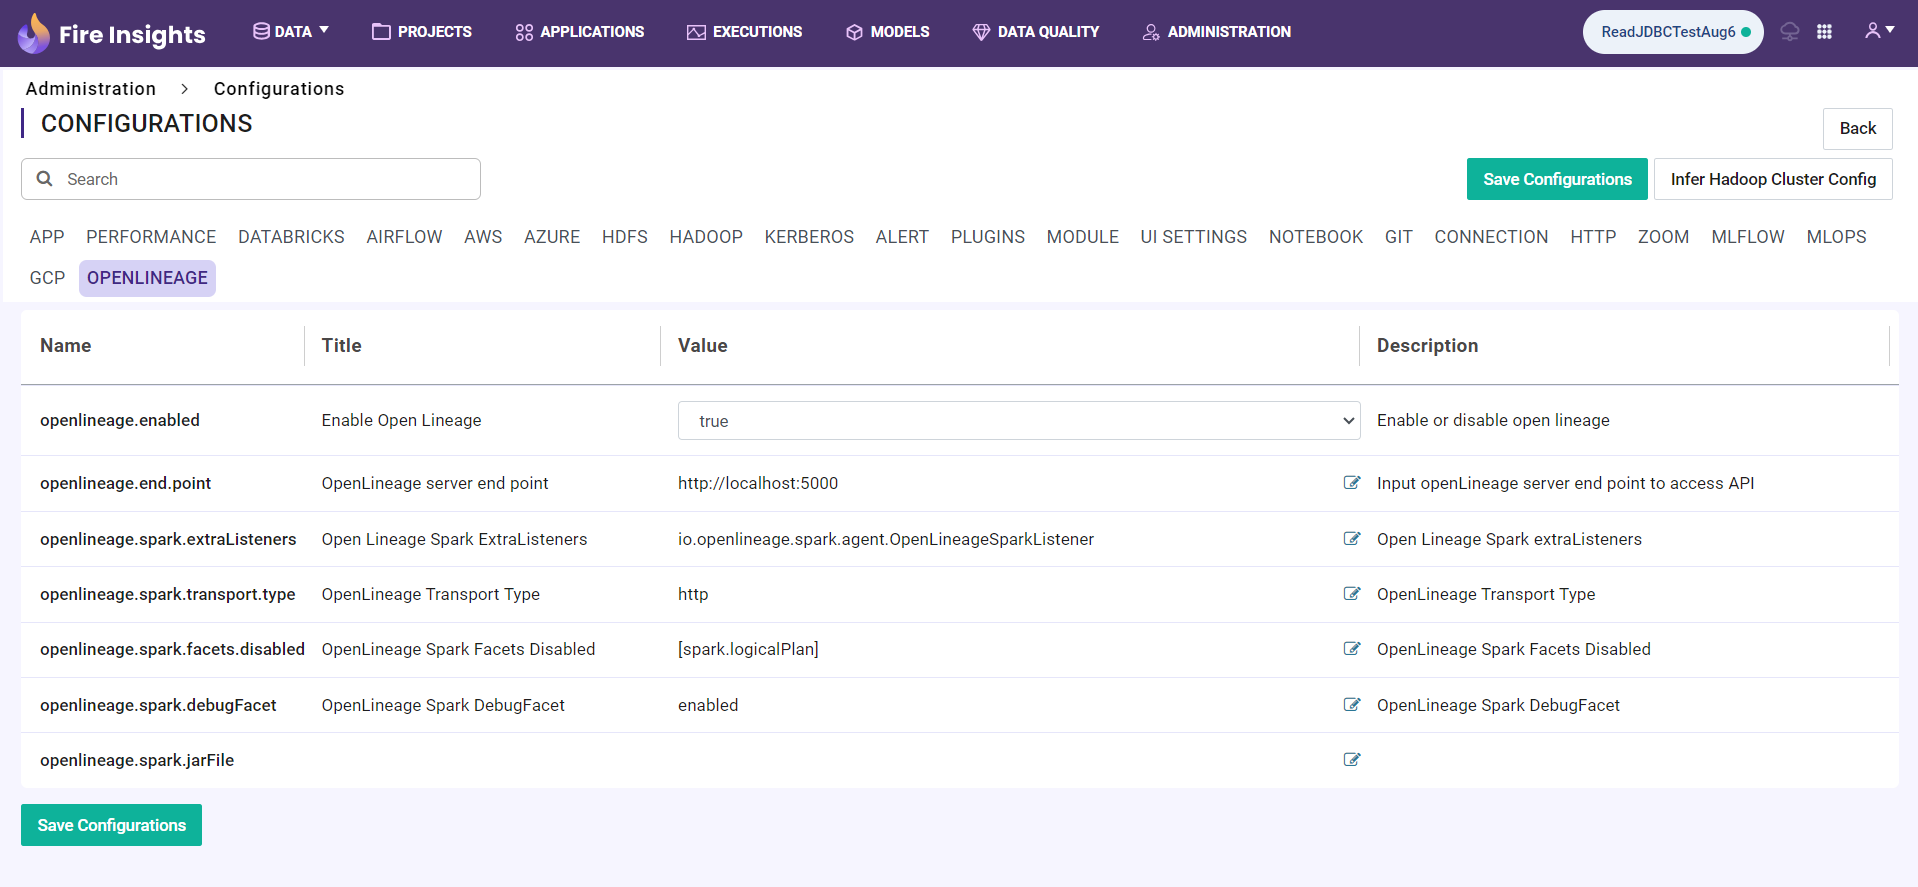 Fire Insights DATA PROJECTS APPLICATIONS EXECUTIONS MODELS DATA QUALITY ADMINISTRATION ReadJDBCTestAug6
Administration > Configurations
CONFIGURATIONS
Back
Search Save Configurations Infer Hadoop Cluster Config
APP PERFORMANCE DATABRICKS AIRFLOW AWS AZURE HDFS HADOOP KERBEROS ALERT PLUGINS MODULE UI SETTINGS NOTEBOOK GIT CONNECTION HTTP ZOOM MLFLOW MLOPS
GCP OPENLINEAGE
Name Title Value Description
openlineage.enabled Enable Open Lineage true Enable or disable open lineage
openlineage.end.point OpenLineage server end point http://localhost:5000 Input openLineage server end point to access API
openlineage.spark.extraListeners Open Lineage Spark ExtraListeners io.openlineage.spark.agent.OpenLineageSparkListener Open Lineage Spark extraListeners
openlineage.spark.transport.type OpenLineage Transport Type http OpenLineage Transport Type
openlineage.spark.facets.disabled OpenLineage Spark Facets Disabled [spark.logicalPlan] OpenLineage Spark Facets Disabled
openlineage.spark.debugFacet OpenLineage Spark DebugFacet enabled OpenLineage Spark DebugFacet
openlineage.spark.jarFile
Save Configurations